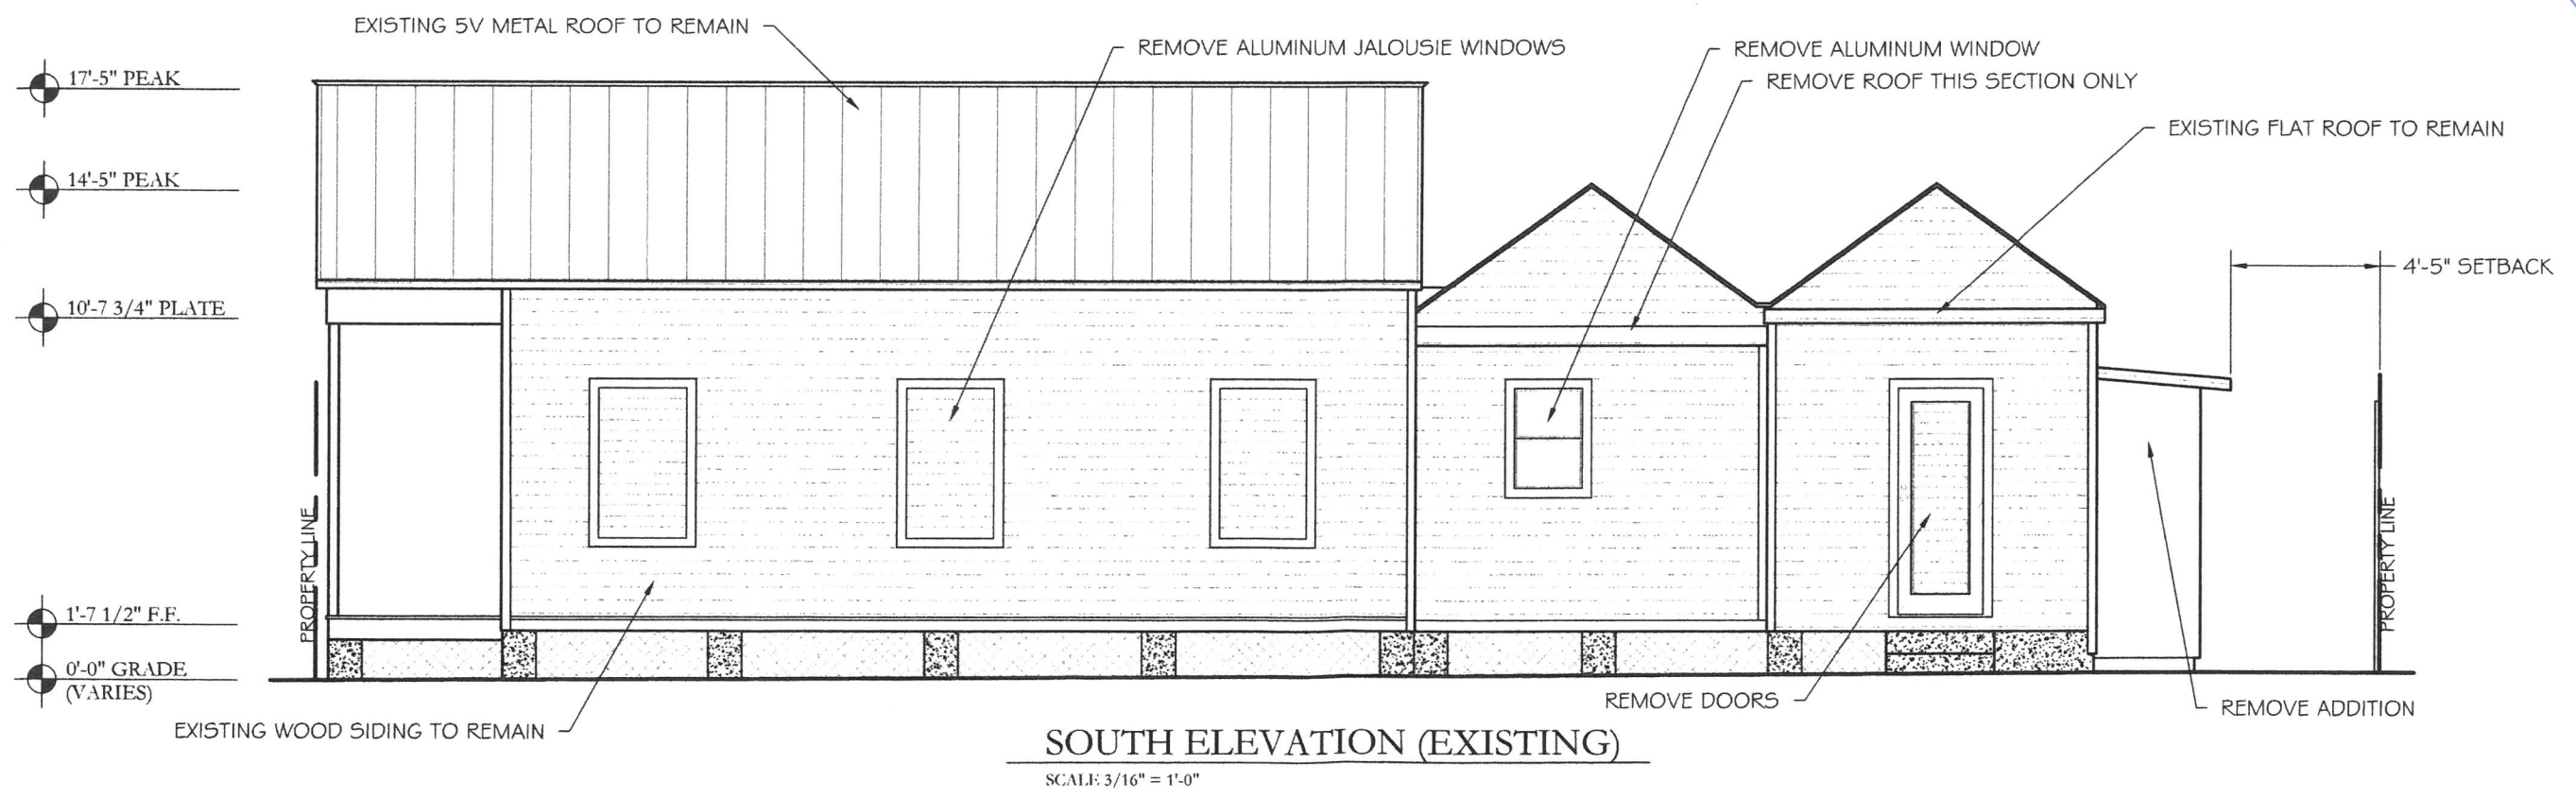 EXISTING 5V METAL ROOF TO REMAIN
REMOVE ALUMINUM JALOUSIE WINDOWS
REMOVE ALUMINUM WINDOW
REMOVE ROOF THIS SECTION ONLY
EXISTING FLAT ROOF TO REMAIN
17'-5" PEAK
14'-5" PEAK
4'-5" SETBACK
10'-7 3/4" PLATE
PROPERTY LINE
PROPERTY LINE
1'-7 1/2" F.F.
0'-0" GRADE
(VARIES)
EXISTING WOOD SIDING TO REMAIN
REMOVE DOORS
REMOVE ADDITION
SOUTH ELEVATION (EXISTING)
SCALE 3/16" = 1'-0"